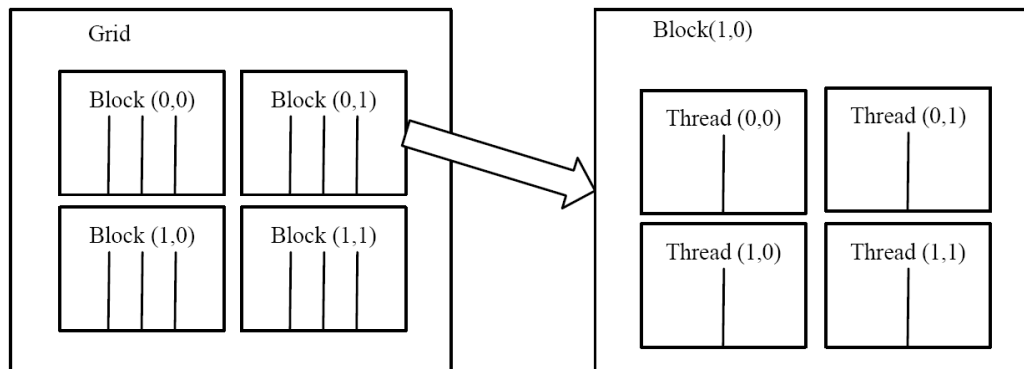 Grid
Block (0,0)
Block (0,1)
Block (1,0)
Block (1,1)
Block(1,0)
Thread (0,0)
Thread (0,1)
Thread (1,0)
Thread (1,1)